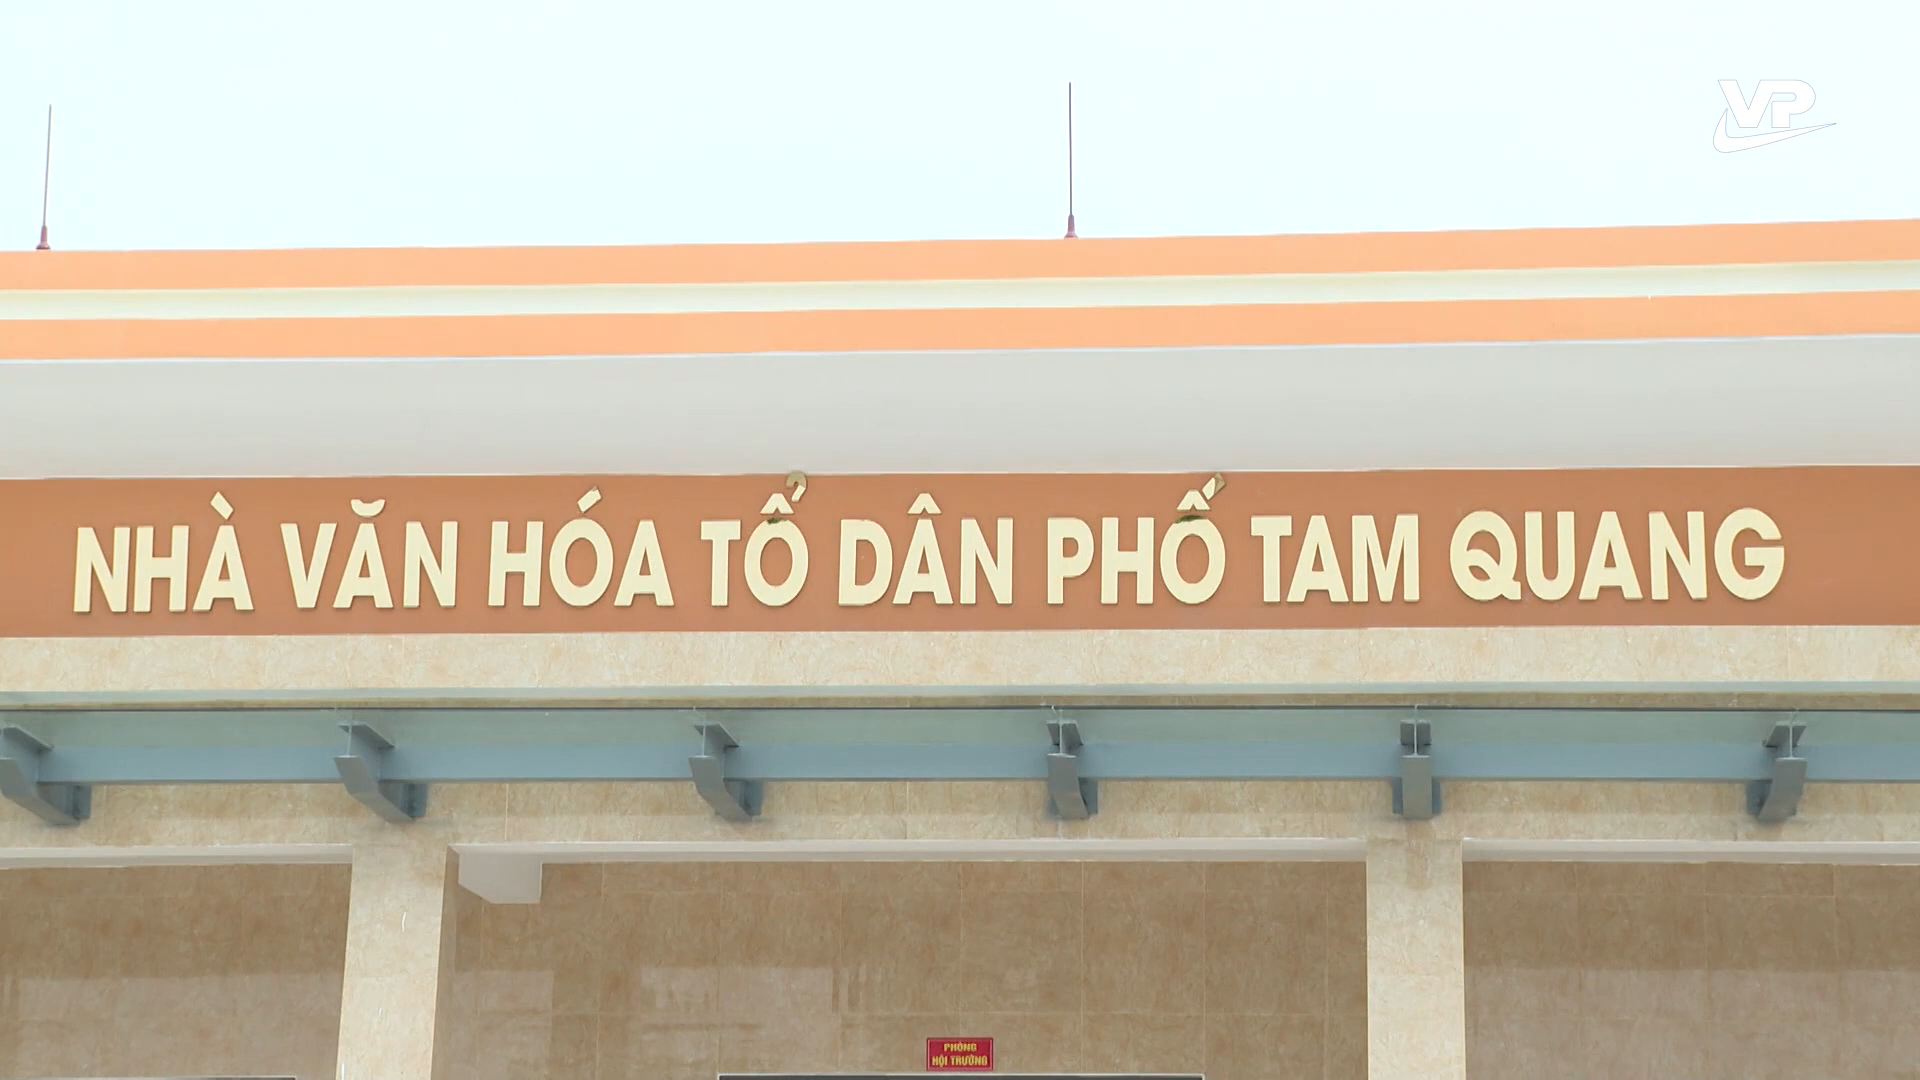 VP
NHÀ VĂN HÓA TỔ DÂN PHỐ TAM QUANG
PHÒNG
HỘI TRƯỜNG